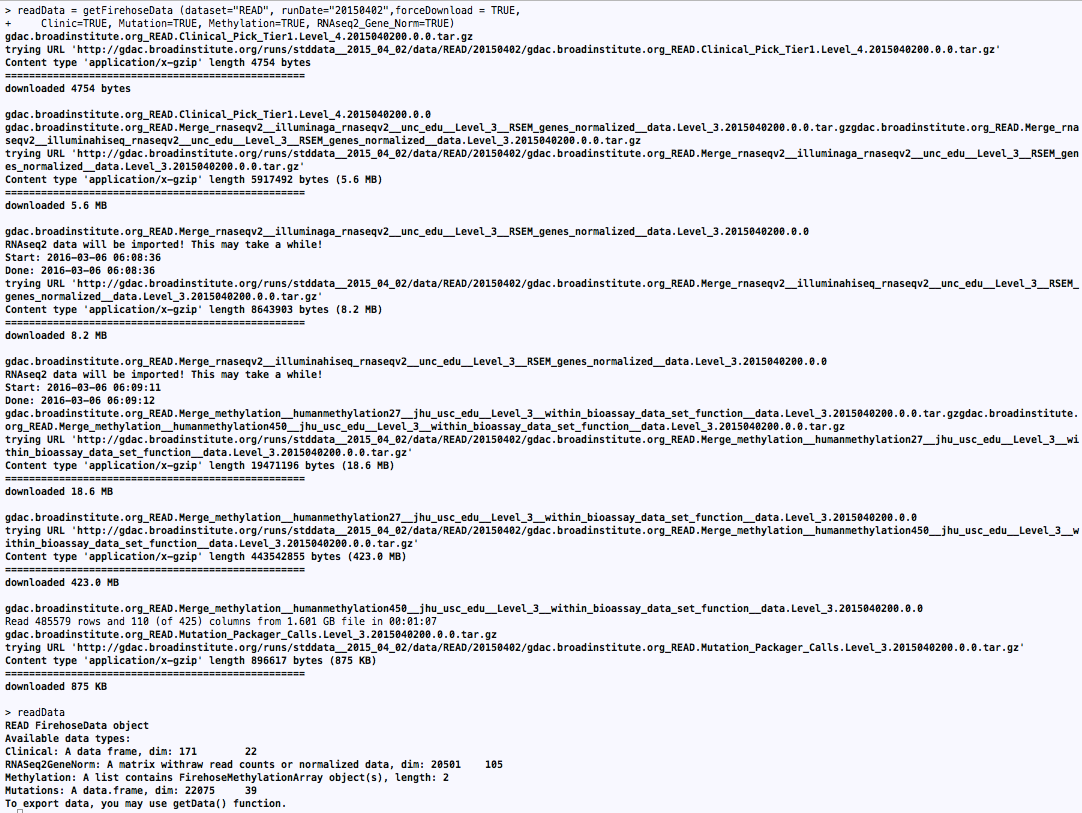 > readData = getFirehoseData (dataset="READ", runDate="20150402",forceDownload = TRUE,
+     Clinic=TRUE, Mutation=TRUE, Methylation=TRUE, RNAseq2_Gene_Norm=TRUE)
gdac.broadinstitute.org_READ.Clinical_Pick_Tier1.Level_4.2015040200.0.0.tar.gz
trying URL 'http://gdac.broadinstitute.org/runs/stddata__2015_04_02/data/READ/20150402/gdac.broadinstitute.org_READ.Clinical_Pick_Tier1.Level_4.2015040200.0.0.tar.gz'
Content type 'application/x-gzip' length 4754 bytes
==================================================
downloaded 4754 bytes

gdac.broadinstitute.org_READ.Clinical_Pick_Tier1.Level_4.2015040200.0.0
gdac.broadinstitute.org_READ.Merge_rnaseqv2__illuminaga_rnaseqv2__unc_edu__Level_3__RSEM_genes_normalized__data.Level_3.2015040200.0.0.tar.gzgdac.broadinstitute.org_READ.Merge_rna
seqv2__illuminahiseq_rnaseqv2__unc_edu__Level_3__RSEM_genes_normalized__data.Level_3.2015040200.0.0.tar.gz
trying URL 'http://gdac.broadinstitute.org/runs/stddata__2015_04_02/data/READ/20150402/gdac.broadinstitute.org_READ.Merge_rnaseqv2__illuminaga_rnaseqv2__unc_edu__Level_3__RSEM_gen
es_normalized__data.Level_3.2015040200.0.0.tar.gz'
Content type 'application/x-gzip' length 5917492 bytes (5.6 MB)
==================================================
downloaded 5.6 MB

gdac.broadinstitute.org_READ.Merge_rnaseqv2__illuminaga_rnaseqv2__unc_edu__Level_3__RSEM_genes_normalized__data.Level_3.2015040200.0.0
RNAseq2 data will be imported! This may take a while!
Start: 2016-03-06 06:08:36
Done: 2016-03-06 06:08:36
trying URL 'http://gdac.broadinstitute.org/runs/stddata__2015_04_02/data/READ/20150402/gdac.broadinstitute.org_READ.Merge_rnaseqv2__illuminahiseq_rnaseqv2__unc_edu__Level_3__RSEM_
genes_normalized__data.Level_3.2015040200.0.0.tar.gz'
Content type 'application/x-gzip' length 8643903 bytes (8.2 MB)
==================================================
downloaded 8.2 MB

gdac.broadinstitute.org_READ.Merge_rnaseqv2__illuminahiseq_rnaseqv2__unc_edu__Level_3__RSEM_genes_normalized__data.Level_3.2015040200.0.0
RNAseq2 data will be imported! This may take a while!
Start: 2016-03-06 06:09:11
Done: 2016-03-06 06:09:12
gdac.broadinstitute.org_READ.Merge_methylation__humanmethylation27__jhu_usc_edu__Level_3__within_bioassay_data_set_function__data.Level_3.2015040200.0.0.tar.gzgdac.broadinstitute.
org_READ.Merge_methylation__humanmethylation450__jhu_usc_edu__Level_3__within_bioassay_data_set_function__data.Level_3.2015040200.0.0.tar.gz
trying URL 'http://gdac.broadinstitute.org/runs/stddata__2015_04_02/data/READ/20150402/gdac.broadinstitute.org_READ.Merge_methylation__humanmethylation27__jhu_usc_edu__Level_3__wi
thin_bioassay_data_set_function__data.Level_3.2015040200.0.0.tar.gz'
Content type 'application/x-gzip' length 19471196 bytes (18.6 MB)
==================================================
downloaded 18.6 MB

gdac.broadinstitute.org_READ.Merge_methylation__humanmethylation27__jhu_usc_edu__Level_3__within_bioassay_data_set_function__data.Level_3.2015040200.0.0
trying URL 'http://gdac.broadinstitute.org/runs/stddata__2015_04_02/data/READ/20150402/gdac.broadinstitute.org_READ.Merge_methylation__humanmethylation450__jhu_usc_edu__Level_3__w
ithin_bioassay_data_set_function__data.Level_3.2015040200.0.0.tar.gz'
Content type 'application/x-gzip' length 443542855 bytes (423.0 MB)
==================================================
downloaded 423.0 MB

gdac.broadinstitute.org_READ.Merge_methylation__humanmethylation450__jhu_usc_edu__Level_3__within_bioassay_data_set_function__data.Level_3.2015040200.0.0
Read 485579 rows and 110 (of 425) columns from 1.601 GB file in 00:01:07
gdac.broadinstitute.org_READ.Mutation_Packager_Calls.Level_3.2015040200.0.0.tar.gz
trying URL 'http://gdac.broadinstitute.org/runs/stddata__2015_04_02/data/READ/20150402/gdac.broadinstitute.org_READ.Mutation_Packager_Calls.Level_3.2015040200.0.0.tar.gz'
Content type 'application/x-gzip' length 896617 bytes (875 KB)
==================================================
downloaded 875 KB

> readData
READ FirehoseData object
Available data types:
Clinical: A data frame, dim: 171        22
RNASeq2GeneNorm: A matrix withraw read counts or normalized data, dim: 20501    105
Methylation: A list contains FirehoseMethylationArray object(s), length: 2
Mutations: A data.frame, dim: 22075     39
To export data, you may use getData() function.